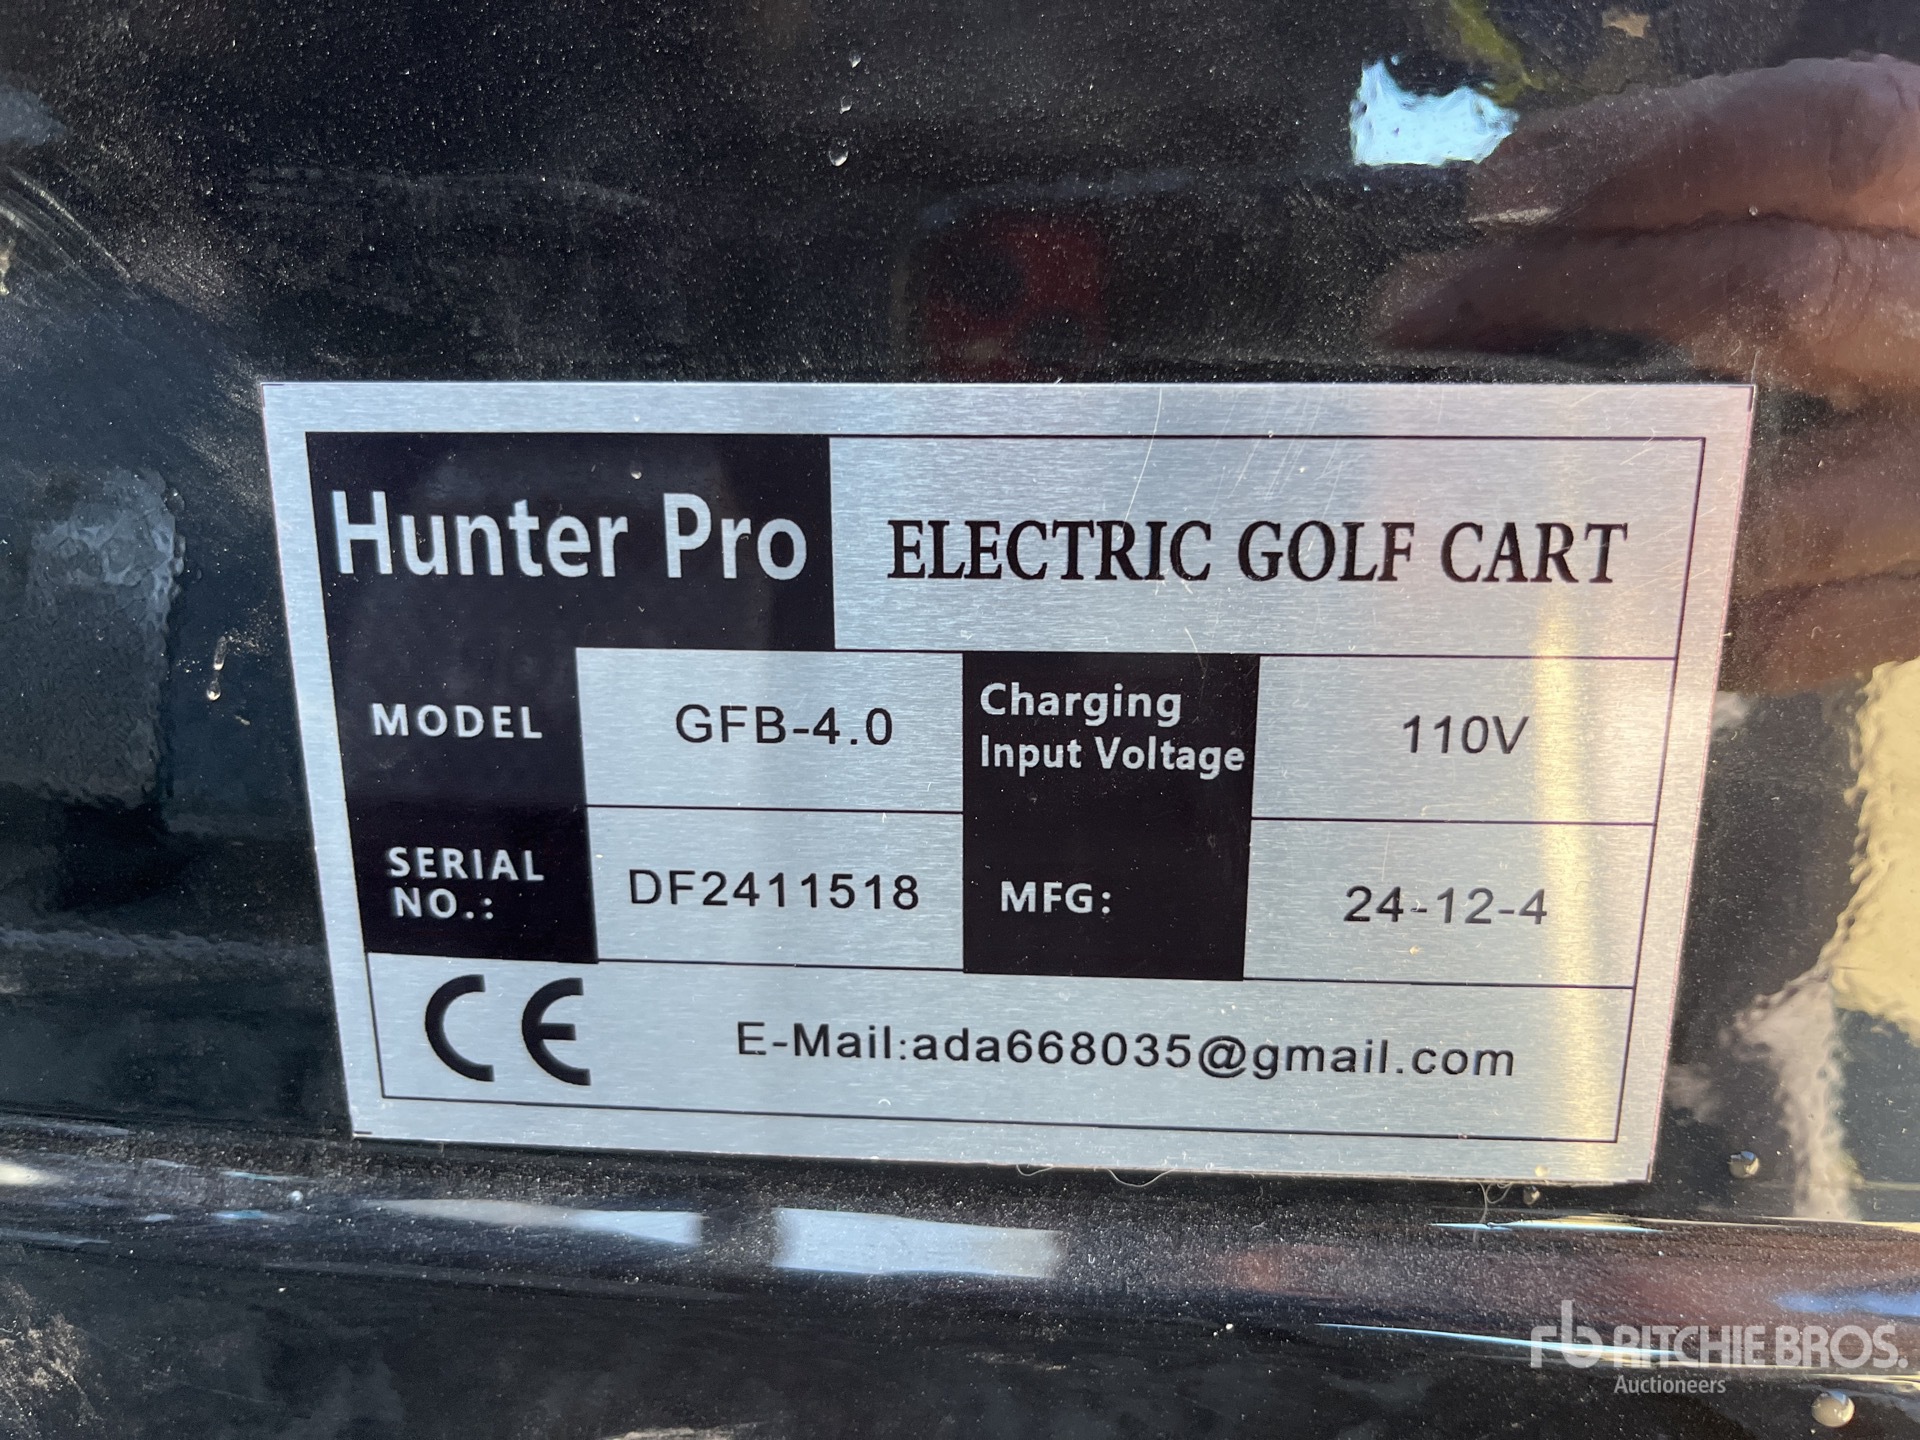 Hunter Pro
ELECTRIC GOLF CART
MODEL
GFB-4.0
Charging
Input Voltage
110V
SERIAL
NO.:
DF2411518
MFG:
24-12-4
CE
E-Mail:ada668035@gmail.com
rb RITCHIE BROS.
Auctioneers